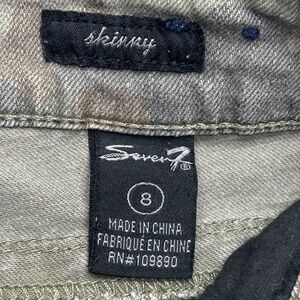 skinny
Seven7®
8
MADE IN CHINA
FABRIQUÉ EN CHINE
RN#109890